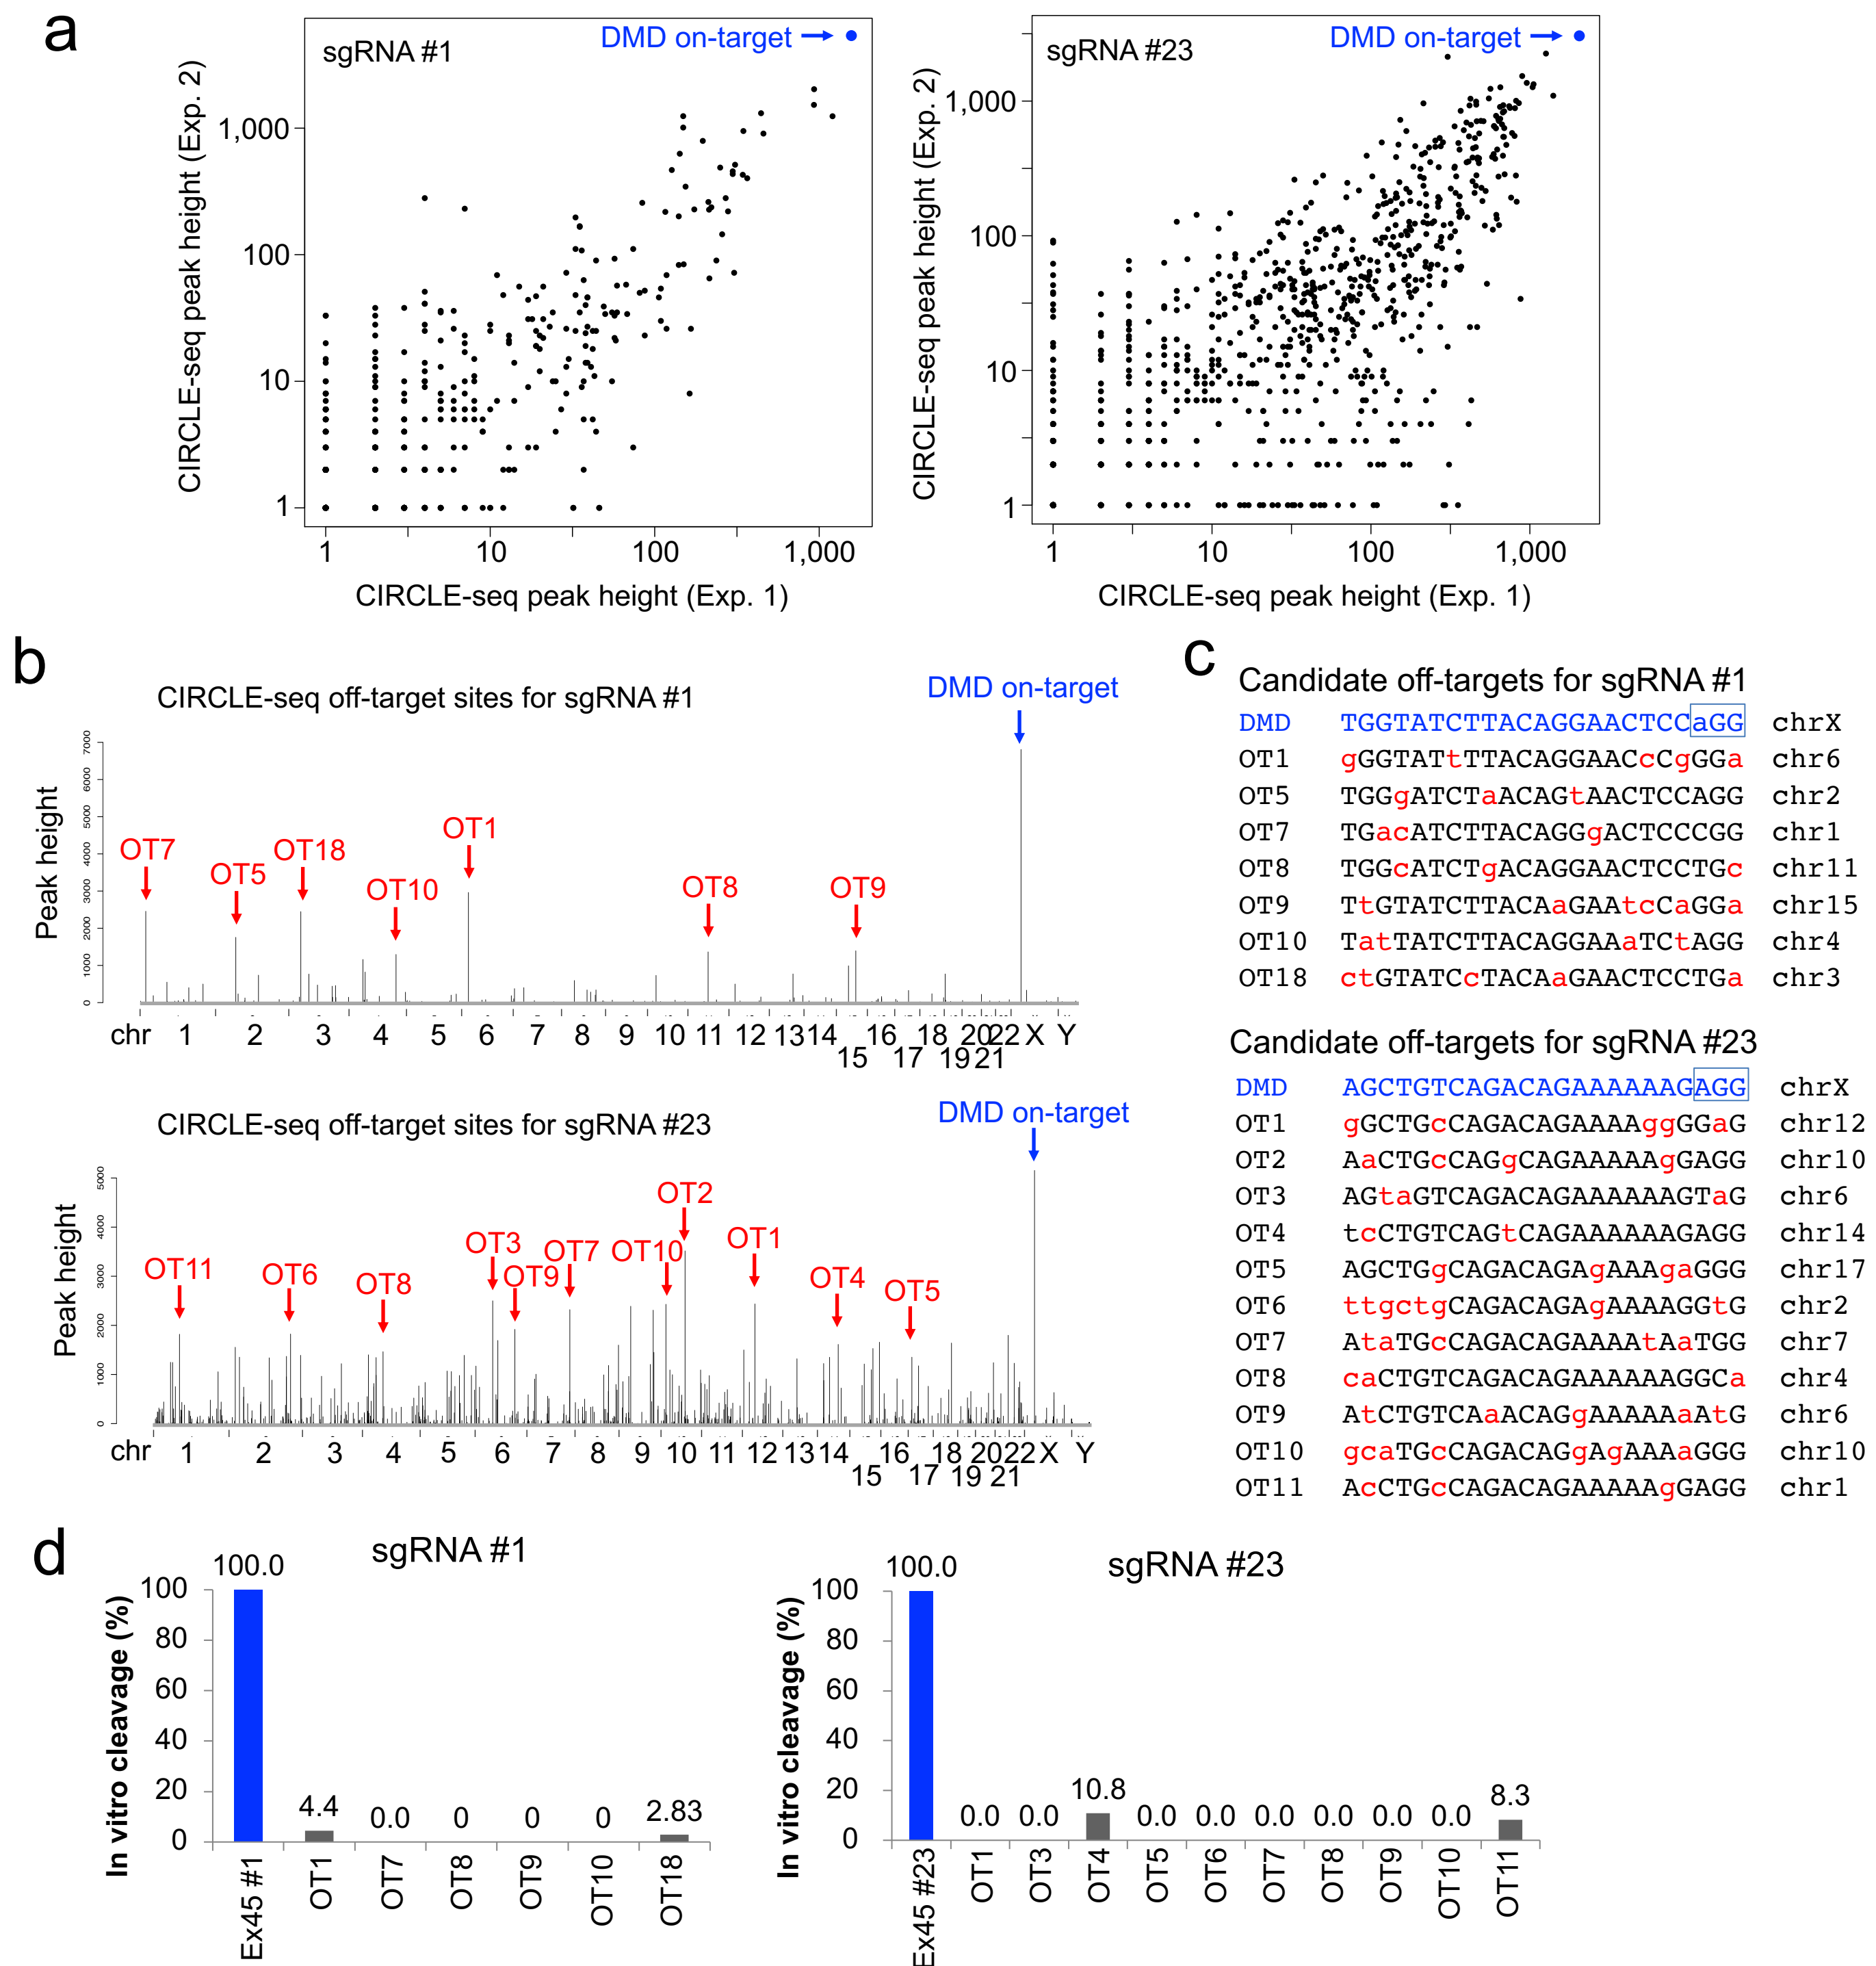 a
sgRNA #1
DMD on-target
CIRCLE-seq peak height (Exp. 2)
1,000
100
10
1
1 10 100 1,000
CIRCLE-seq peak height (Exp. 1)
sgRNA #23
DMD on-target
CIRCLE-seq peak height (Exp. 2)
1,000
100
10
1
1 10 100 1,000
CIRCLE-seq peak height (Exp. 1)
b
CIRCLE-seq off-target sites for sgRNA #1
DMD on-target
Peak height
7000
6000
5000
4000
3000
2000
1000
0
OT7
OT5
OT18
OT10
OT1
OT8
OT9
chr 1 2 3 4 5 6 7 8 9 10 11 12 13 14 15 16 17 18 19 20 21 22 X Y
CIRCLE-seq off-target sites for sgRNA #23
DMD on-target
Peak height
5000
4000
3000
2000
1000
0
OT11
OT6
OT8
OT3
OT9
OT7
OT10
OT2
OT1
OT4
OT5
chr 1 2 3 4 5 6 7 8 9 10 11 12 13 14 15 16 17 18 19 20 21 22 X Y
c
Candidate off-targets for sgRNA #1
DMD TGGTATCTTACAGGAACTCCaGG chrX
OT1 gGGTATtTTACAGGAACcCgGGa chr6
OT5 TGGgATCTaACAGtAACTCCAGG chr2
OT7 TGacATCTTACAGGgACTCCCGG chr1
OT8 TGGcATCTgACAGGAACTCCTGc chr11
OT9 TtGTATCTTACAaGAAtcCaGGa chr15
OT10 TatTATCTTACAGGAAaTCtAGG chr4
OT18 ctGTATCcTACAaGAACTCCTGa chr3
Candidate off-targets for sgRNA #23
DMD AGCTGTCAGACAGAAAAAAGAGG chrX
OT1 gGCTGcCAGACAGAAAAggGGaG chr12
OT2 AaCTGcCAGgCAGAAAAAgGAGG chr10
OT3 AGtaGTCAGACAGAAAAAAGTaG chr6
OT4 tcCTGTCAGtCAGAAAAAAGAGG chr14
OT5 AGCTGgCAGACAGAgAAAgaGGG chr17
OT6 ttgctgCAGACAGAgAAAAGGtG chr2
OT7 AtaTGcCAGACAGAAAAtAaTGG chr7
OT8 caCTGTCAGACAGAAAAAAGGCa chr4
OT9 AtCTGTCAaACAGgAAAAAaAtG chr6
OT10 gcaTGcCAGACAGgAgAAAaGGG chr10
OT11 AcCTGcCAGACAGAAAAAgGAGG chr1
d
sgRNA #1
In vitro cleavage (%)
100
80
60
40
20
0
100.0
4.4
0.0
0
0
0
2.83
Ex45 #1
OT1
OT7
OT8
OT9
OT10
OT18
sgRNA #23
In vitro cleavage (%)
100
80
60
40
20
0
100.0
0.0
0.0
10.8
0.0
0.0
0.0
0.0
0.0
0.0
8.3
Ex45 #23
OT1
OT3
OT4
OT5
OT6
OT7
OT8
OT9
OT10
OT11